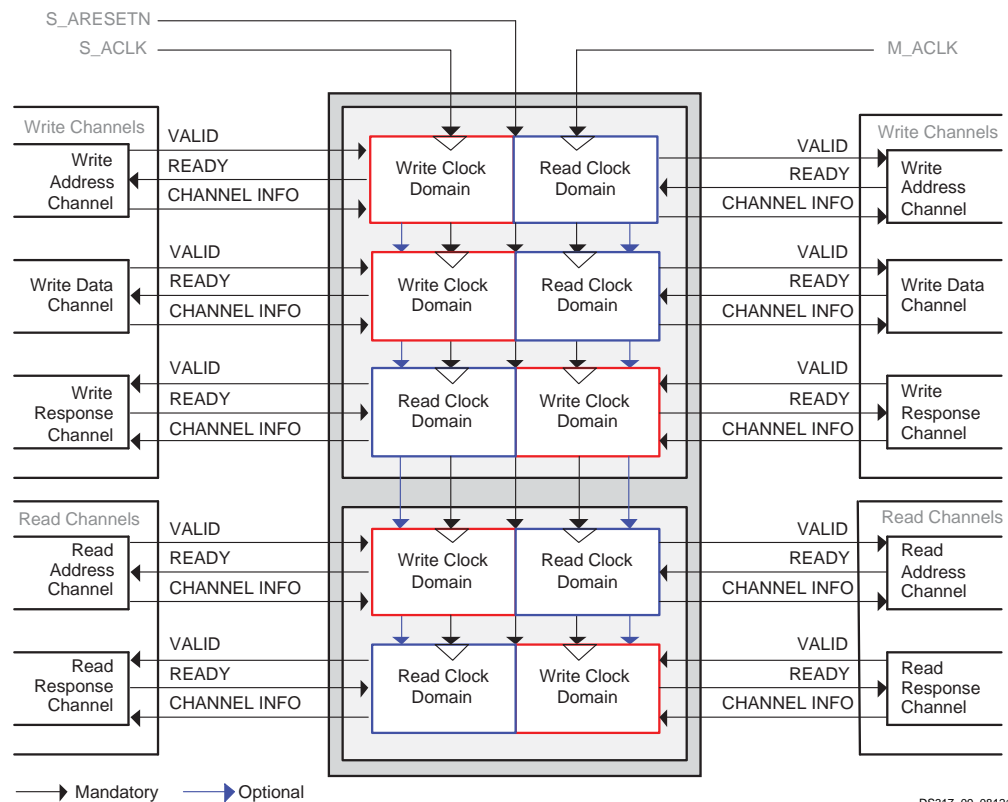 S_ARESETN
S_ACLK
M_ACLK
Write Channels
Write
Address
Channel
VALID
READY
CHANNEL INFO
Write Clock
Domain
Read Clock
Domain
VALID
READY
CHANNEL INFO
Write Channels
Write
Address
Channel
Write Data
Channel
VALID
READY
CHANNEL INFO
Write Clock
Domain
Read Clock
Domain
VALID
READY
CHANNEL INFO
Write Data
Channel
Write
Response
Channel
VALID
READY
CHANNEL INFO
Read Clock
Domain
Write Clock
Domain
VALID
READY
CHANNEL INFO
Write
Response
Channel
Read Channels
Read
Address
Channel
VALID
READY
CHANNEL INFO
Write Clock
Domain
Read Clock
Domain
VALID
READY
CHANNEL INFO
Read Channels
Read
Address
Channel
Read
Response
Channel
VALID
READY
CHANNEL INFO
Read Clock
Domain
Write Clock
Domain
VALID
READY
CHANNEL INFO
Read
Response
Channel
Mandatory
Optional